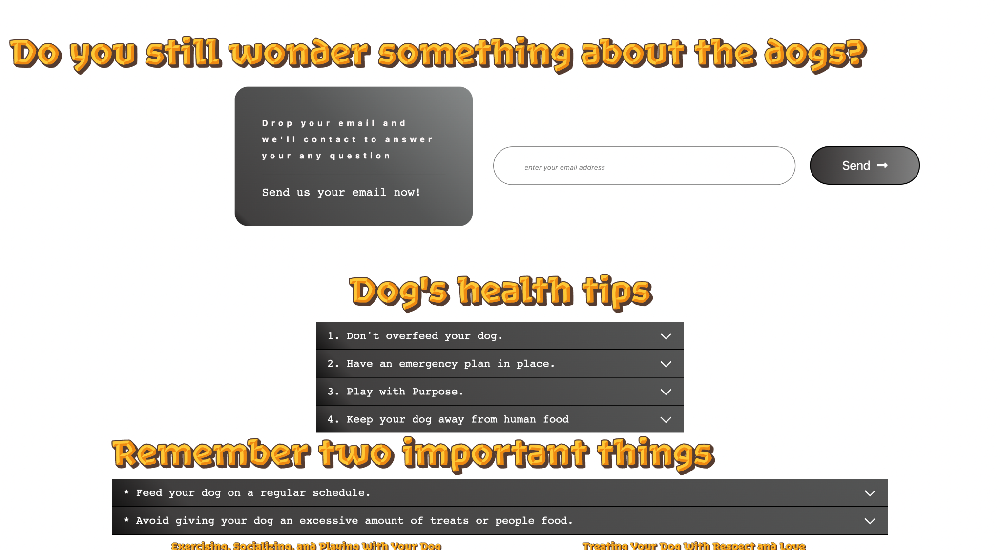 Do you still wonder something about the dogs?
Drop your email and
we'll contact to answer
your any question
Send us your email now!
enter your email address
Send
Dog's health tips
1. Don't overfeed your dog.
2. Have an emergency plan in place.
3. Play with Purpose.
4. Keep your dog away from human food
Remember two important things
* Feed your dog on a regular schedule.
* Avoid giving your dog an excessive amount of treats or people food.
Exercising, Socializing, and Playing With Your Dog
Treating Your Dog With Respect and Love